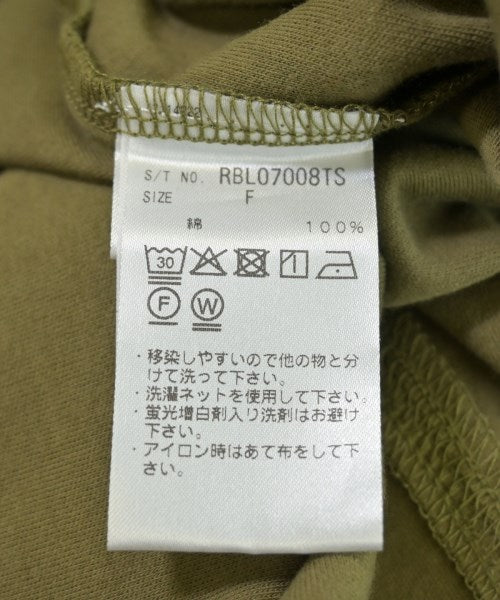 S/T NO. RBL07008TS
SIZE F
綿 100%
30
F W
・移染しやすいので他の物と分
けて洗って下さい。
・洗濯ネットを使用して下さい。
・蛍光増白剤入り洗剤はお避け
下さい。
・アイロン時はあて布をして下
さい。